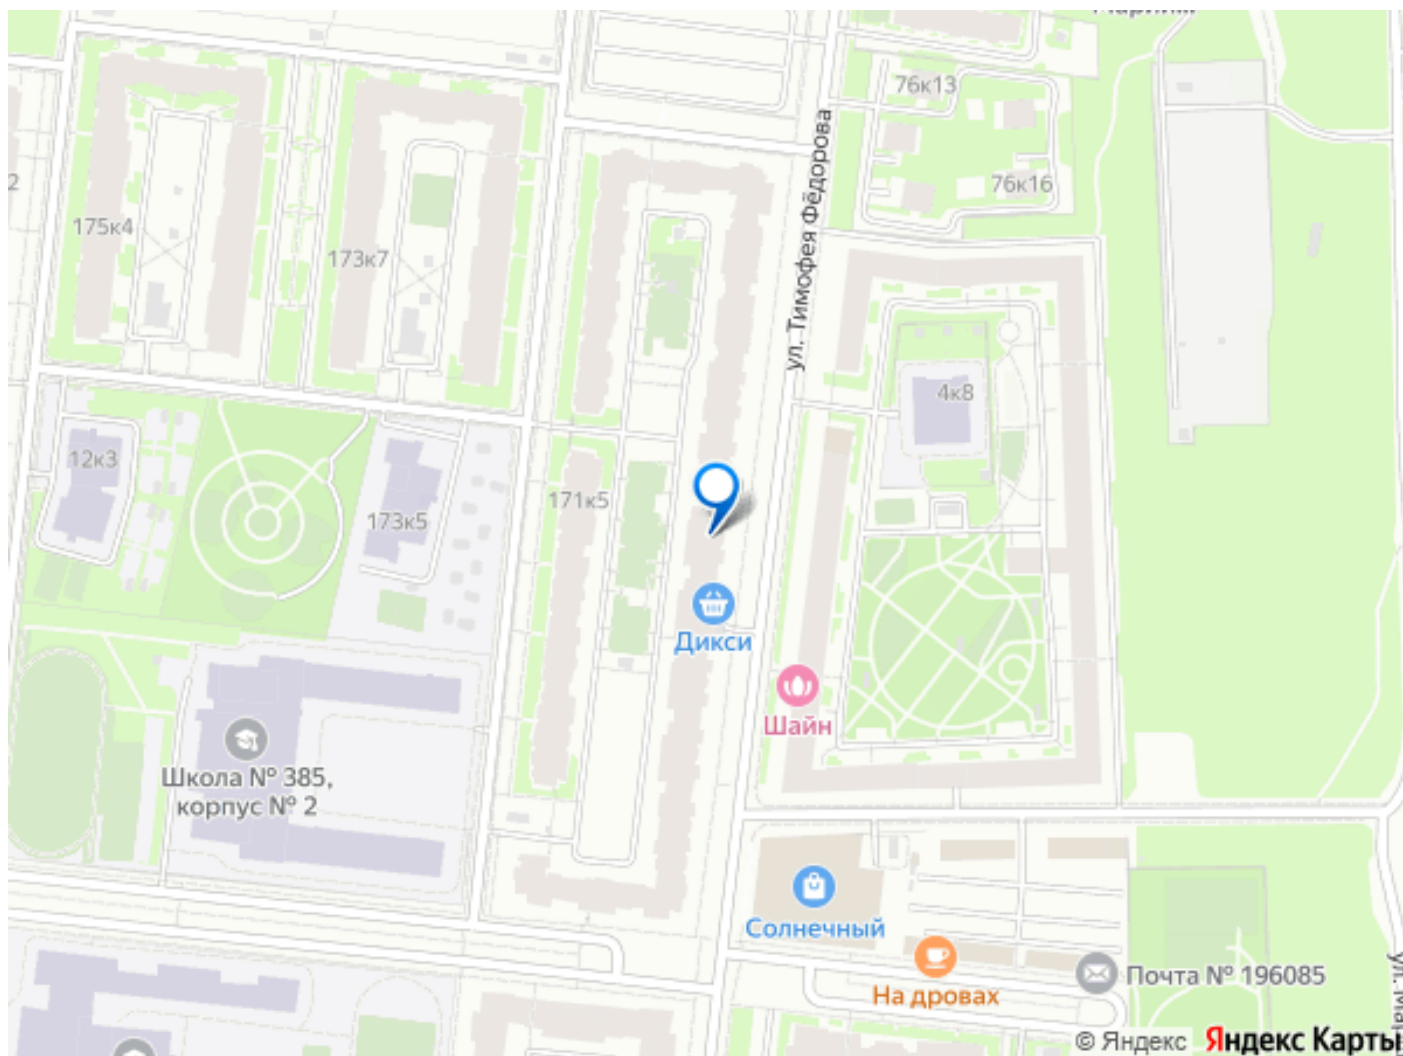 76к13
ул. Тимофея Фёдорова
2
76к16
175к4
173к7
4к8
12к3
171к5
173к5
Дикси
Шайн
Школа № 385,
корпус № 2
Солнечный
Почта № 196085
На дровах
© Яндекс Яндекс Карты